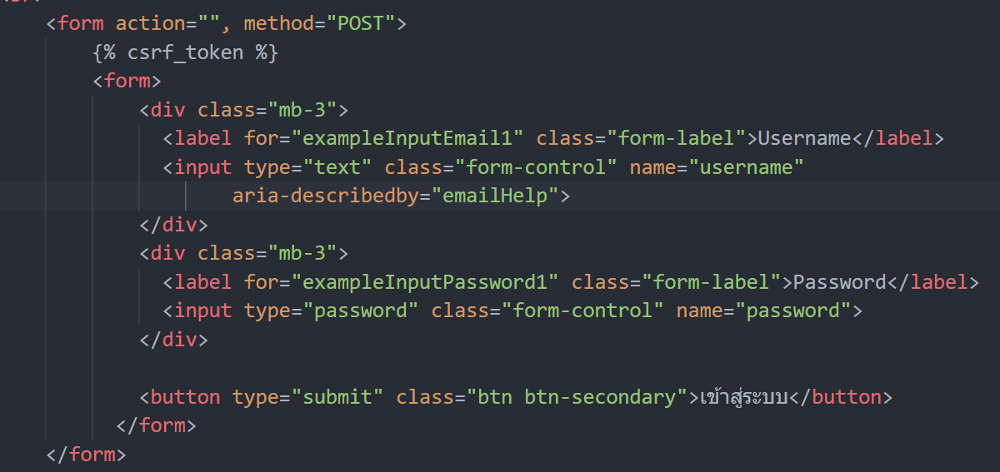 <form action="", method="POST">
{% csrf_token %}
<form>
<div class="mb-3">
<label for="exampleInputEmail1" class="form-label">Username</label>
<input type="text" class="form-control" name="username"
aria-describedby="emailHelp">
</div>
<div class="mb-3">
<label for="exampleInputPassword1" class="form-label">Password</label>
<input type="password" class="form-control" name="password">
</div>
<button type="submit" class="btn btn-secondary">เข้าสู่ระบบ</button>
</form>
</form>